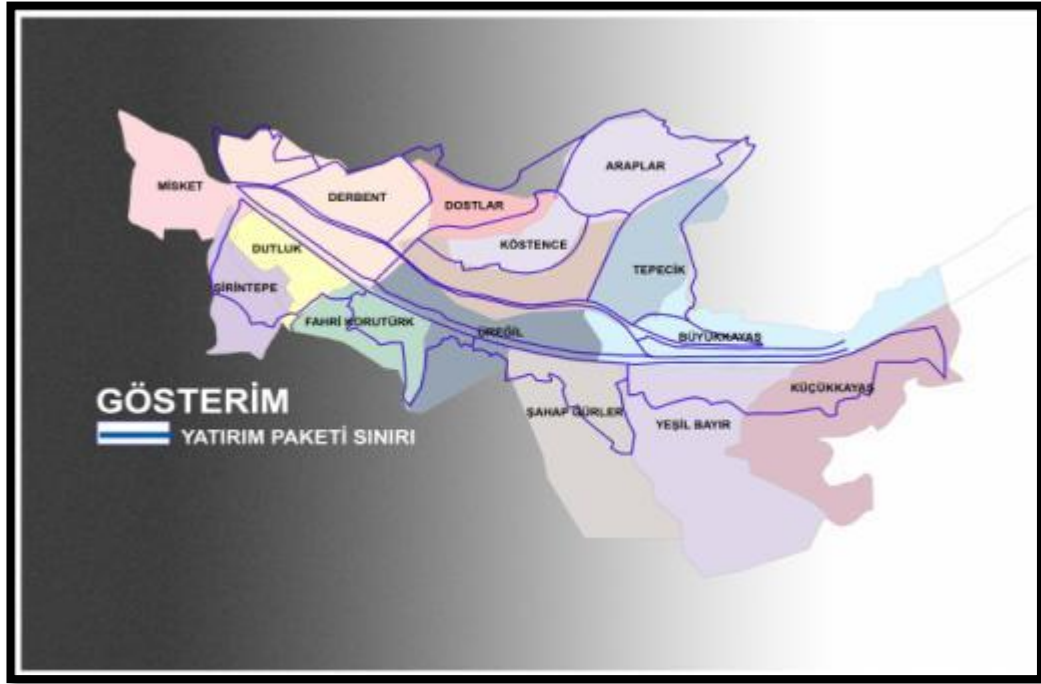 ARAPLAR
MİSKET
DERBENT
DOSTLAR
KÖSTENCE
DUTLUK
TEPECİK
ŞİRİNTEPE
FAHRİ KORUTÜRK
ÜREĞİL
BÜYÜKKAYAŞ
KÜÇÜKKAYAŞ
GÖSTERİM
ŞAHAP GÜRLER
YEŞİL BAYIR
YATIRIM PAKETİ SINIRI